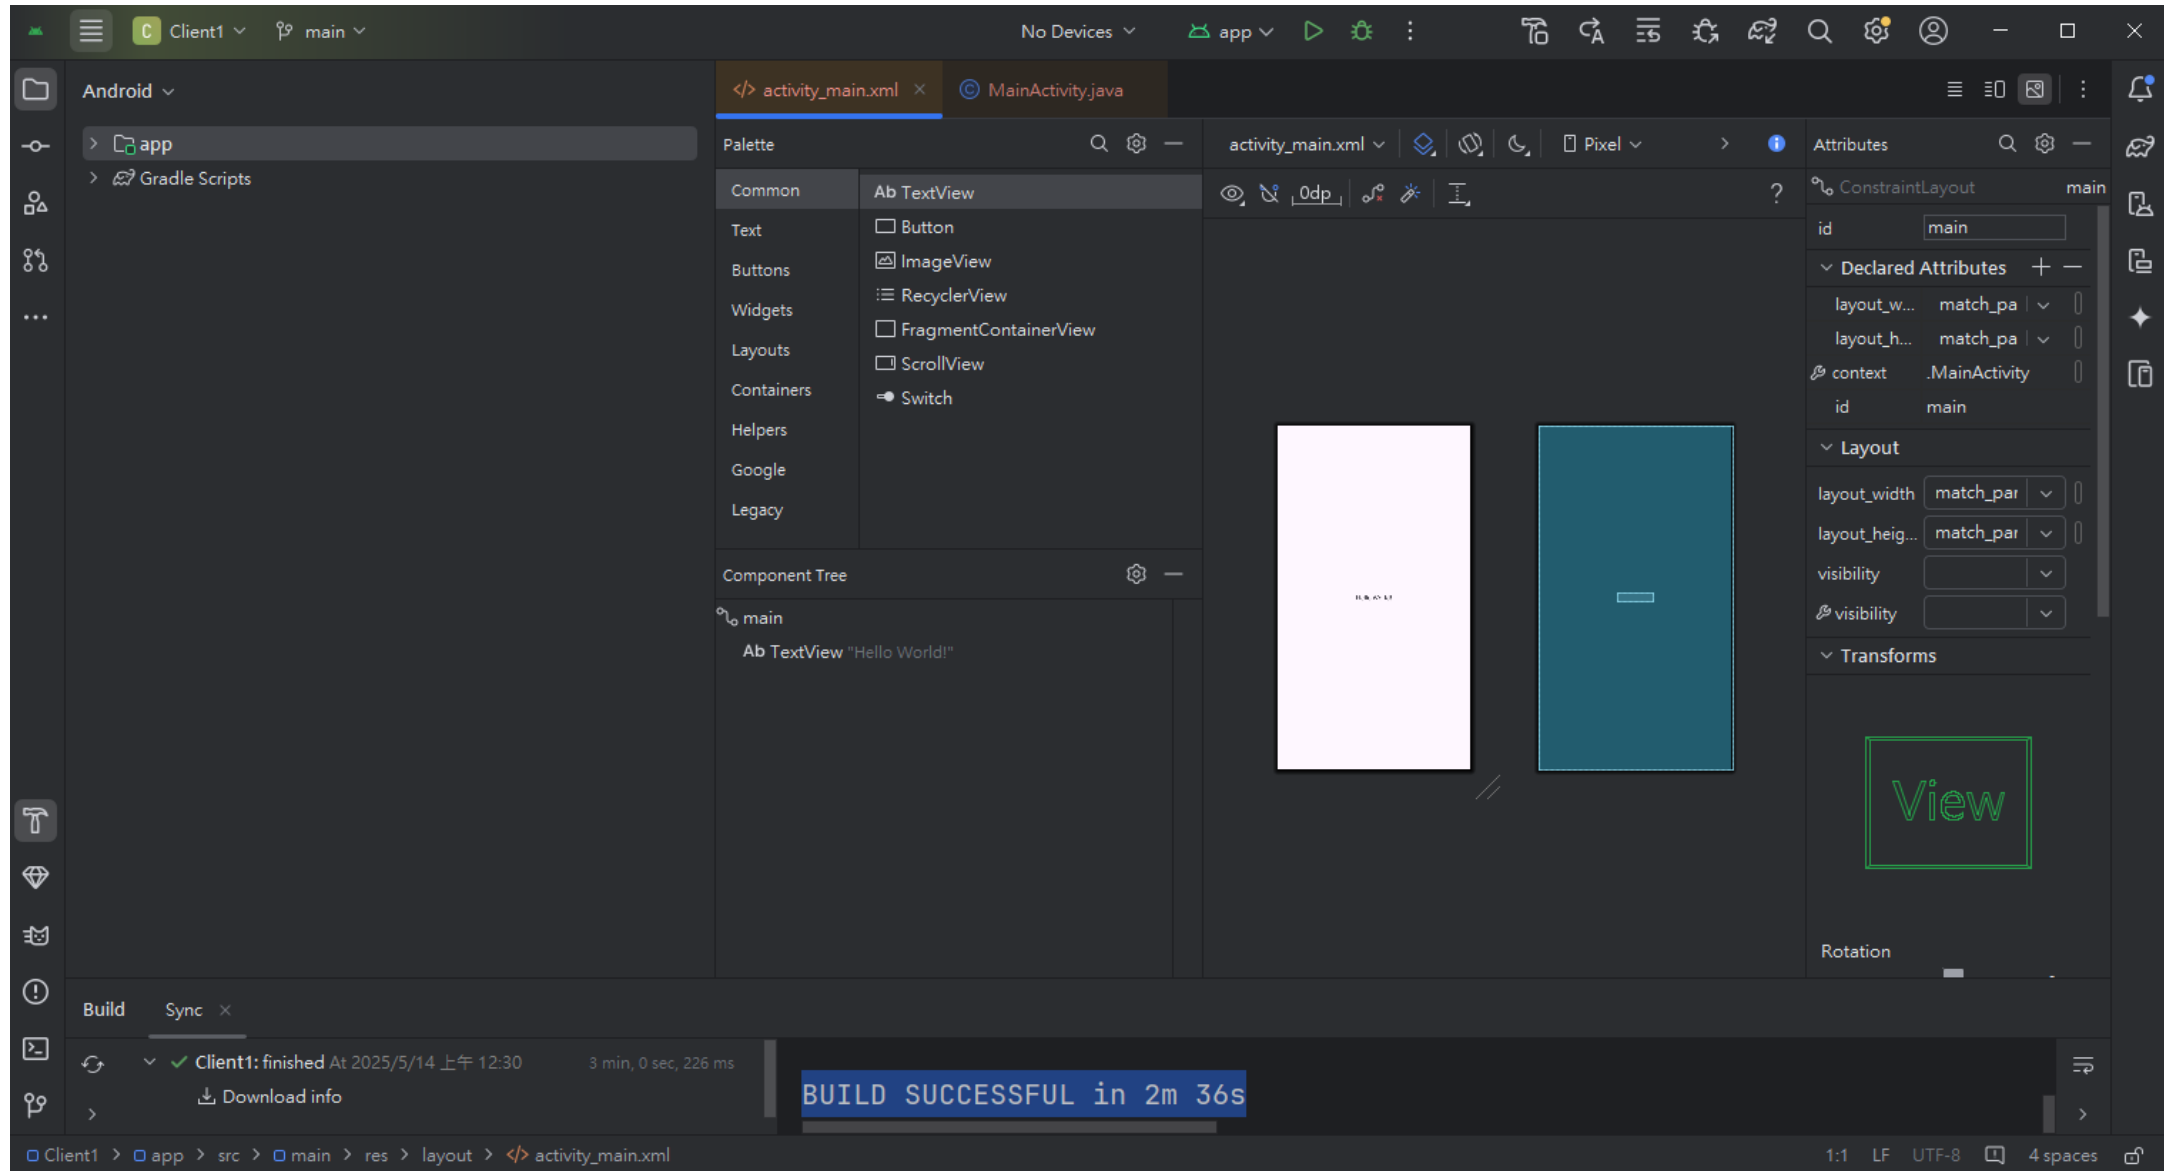 C Client1 main No Devices app
Android
activity_main.xml
MainActivity.java
app
Gradle Scripts
Palette
Common
Text
Buttons
Widgets
Layouts
Containers
Helpers
Google
Legacy
Ab TextView
Button
ImageView
RecyclerView
FragmentContainerView
ScrollView
Switch
Component Tree
main
Ab TextView "Hello World!"
activity_main.xml Pixel
0dp
?
Attributes
ConstraintLayout main
id main
Declared Attributes
layout_w... match_pa
layout_h... match_pa
context .MainActivity
id main
Layout
layout_width match_par
layout_heig... match_par
visibility
visibility
Transforms
View
Rotation
Build Sync
Client1: finished At 2025/5/14 上午 12:30 3 min, 0 sec, 226 ms
Download info
BUILD SUCCESSFUL in 2m 36s
Client1 > app > src > main > res > layout > activity_main.xml
1:1 LF UTF-8 4 spaces